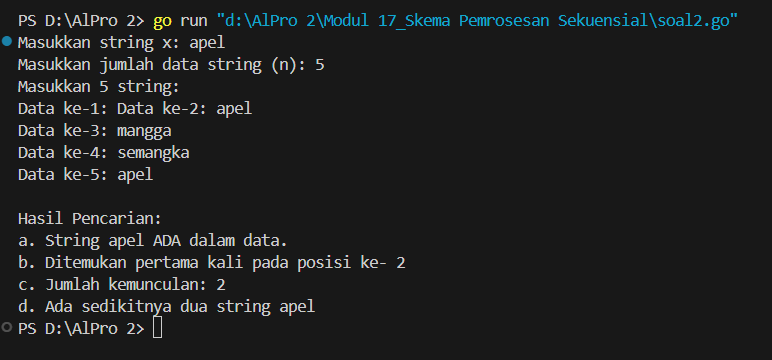 PS D:\AlPro 2> go run "d:\AlPro 2\Modul 17_Skema Pemrosesan Sekuensial\soal2.go"
Masukkan string x: apel
Masukkan jumlah data string (n): 5
Masukkan 5 string:
Data ke-1: Data ke-2: apel
Data ke-3: mangga
Data ke-4: semangka
Data ke-5: apel

Hasil Pencarian:
a. String apel ADA dalam data.
b. Ditemukan pertama kali pada posisi ke- 2
c. Jumlah kemunculan: 2
d. Ada sedikitnya dua string apel
PS D:\AlPro 2>